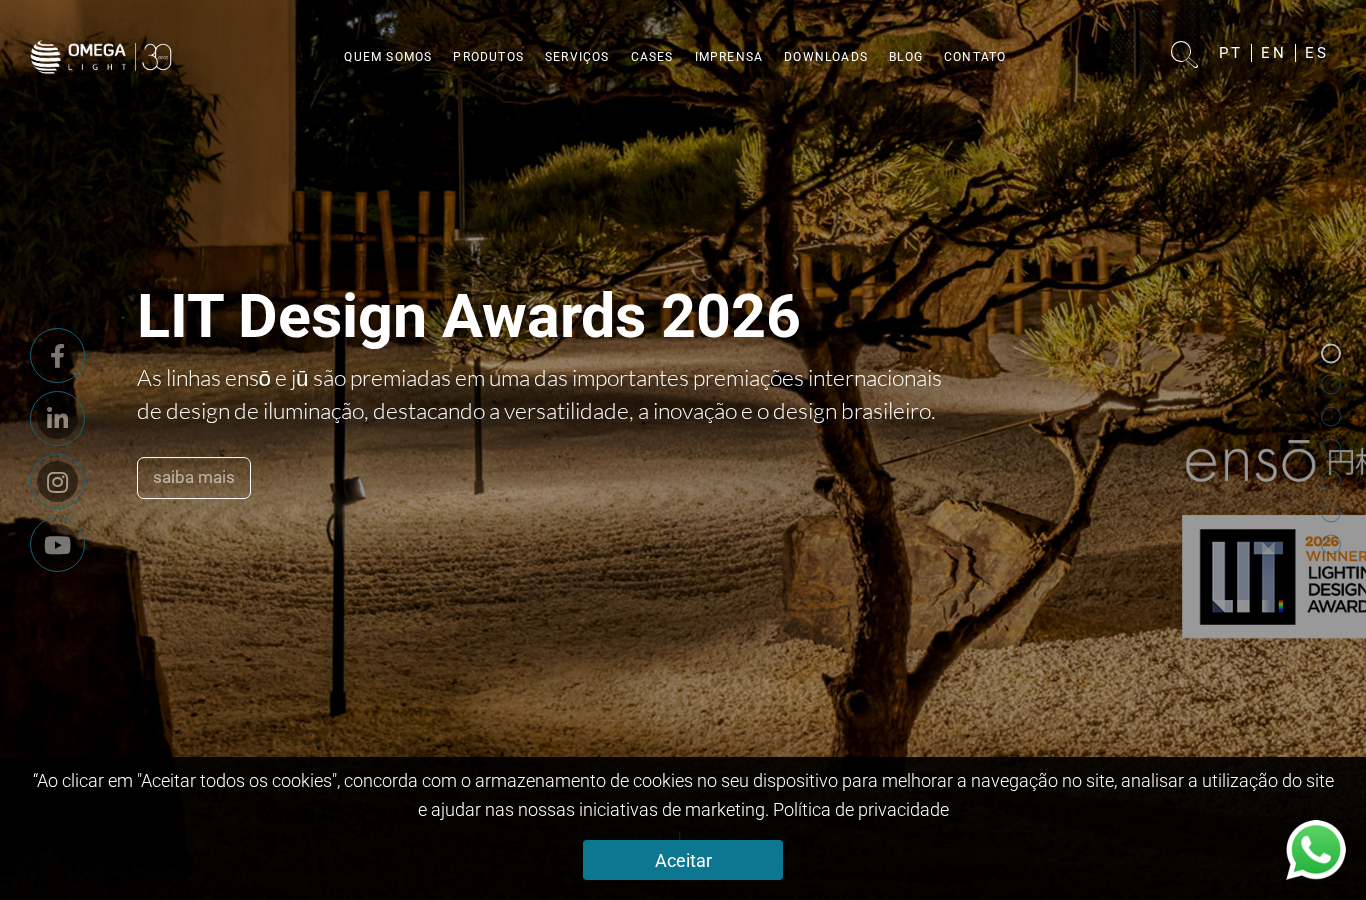 OMEGA
LIGHT
30
QUEM SOMOS
PRODUTOS
SERVIÇOS
CASES
IMPRENSA
DOWNLOADS
BLOG
CONTATO
PT
EN
ES
LIT Design Awards 2026
As linhas ensō e jū são premiadas em uma das importantes premiações internacionais
de design de iluminação, destacando a versatilidade, a inovação e o design brasileiro.
saiba mais
ensō 円相
LIT
2026
WINNER
LIGHTING
DESIGN
AWARD
“Ao clicar em "Aceitar todos os cookies", concorda com o armazenamento de cookies no seu dispositivo para melhorar a navegação no site, analisar a utilização do site
e ajudar nas nossas iniciativas de marketing. Política de privacidade
Aceitar